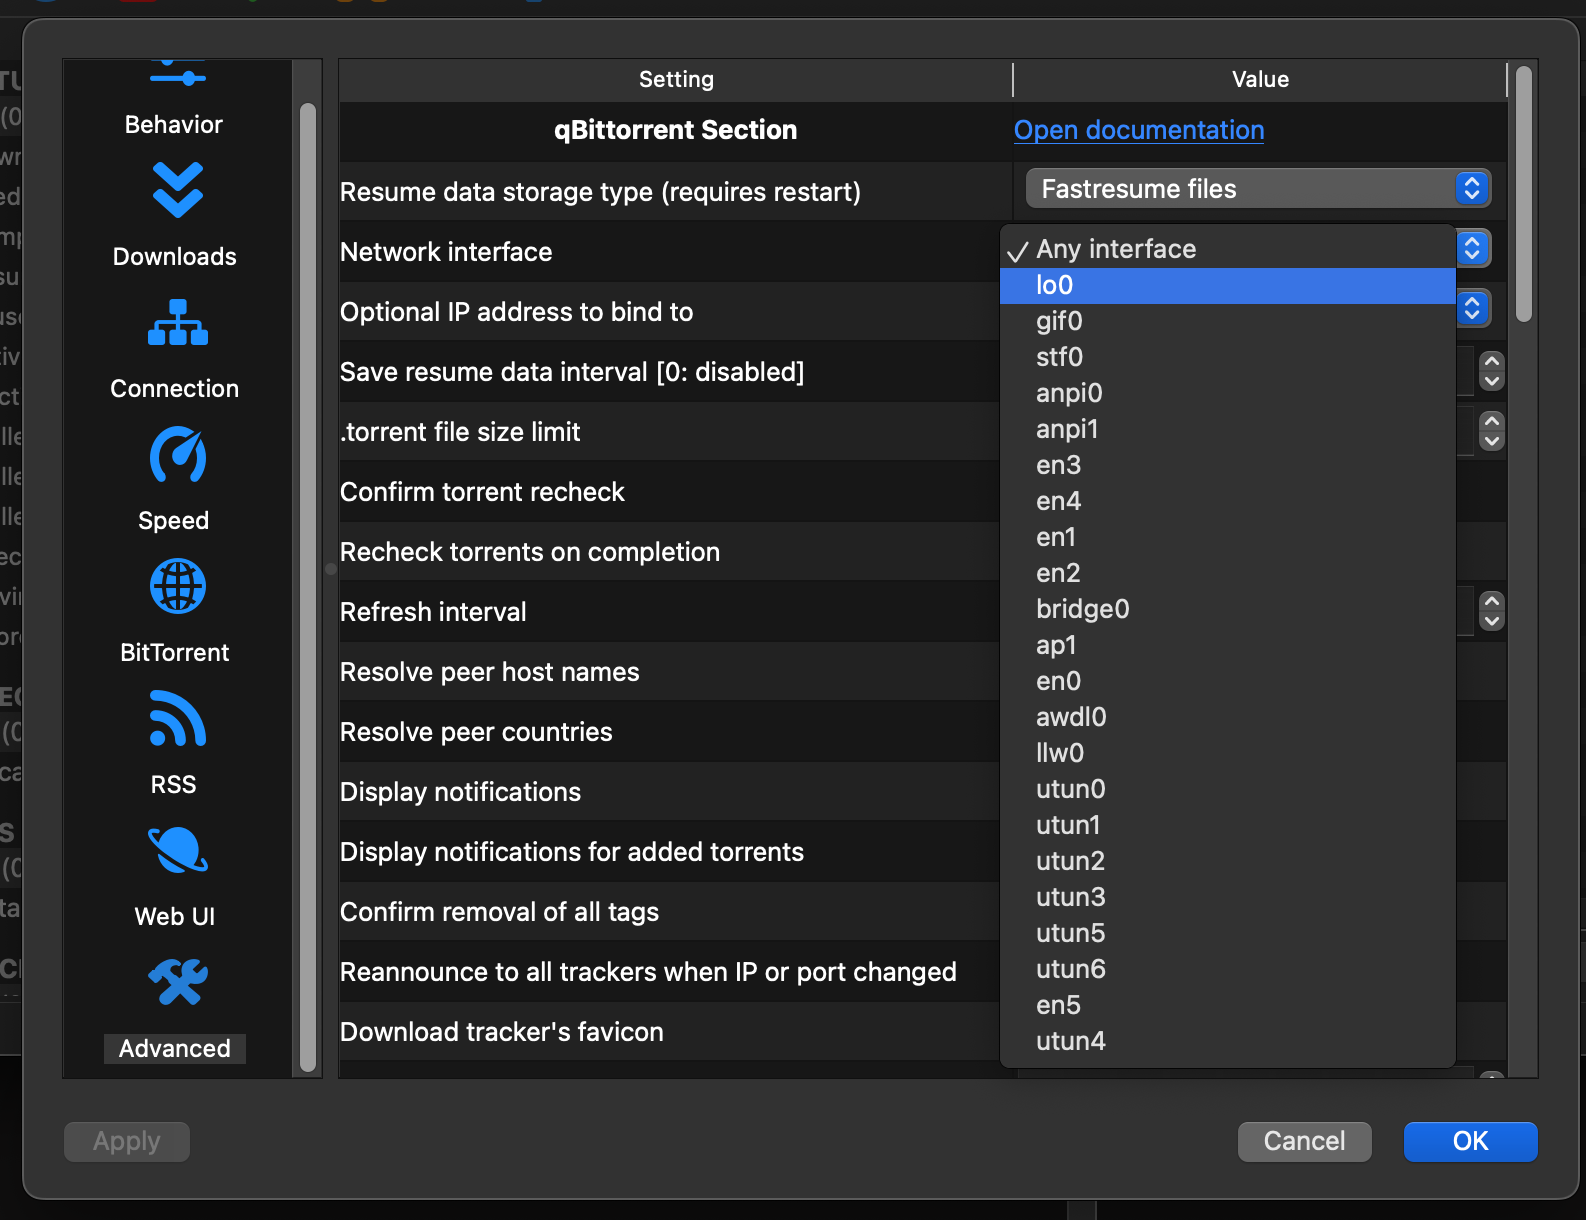 Behavior
Downloads
Connection
Speed
BitTorrent
RSS
Web UI
Advanced
Setting
Value
qBittorrent Section
Open documentation
Resume data storage type (requires restart)
Fastresume files
Network interface
Optional IP address to bind to
Save resume data interval [0: disabled]
.torrent file size limit
Confirm torrent recheck
Recheck torrents on completion
Refresh interval
Resolve peer host names
Resolve peer countries
Display notifications
Display notifications for added torrents
Confirm removal of all tags
Reannounce to all trackers when IP or port changed
Download tracker's favicon
✓ Any interface
lo0
gif0
stf0
anpi0
anpi1
en3
en4
en1
en2
bridge0
ap1
en0
awdl0
llw0
utun0
utun1
utun2
utun3
utun5
utun6
en5
utun4
Apply
Cancel
OK